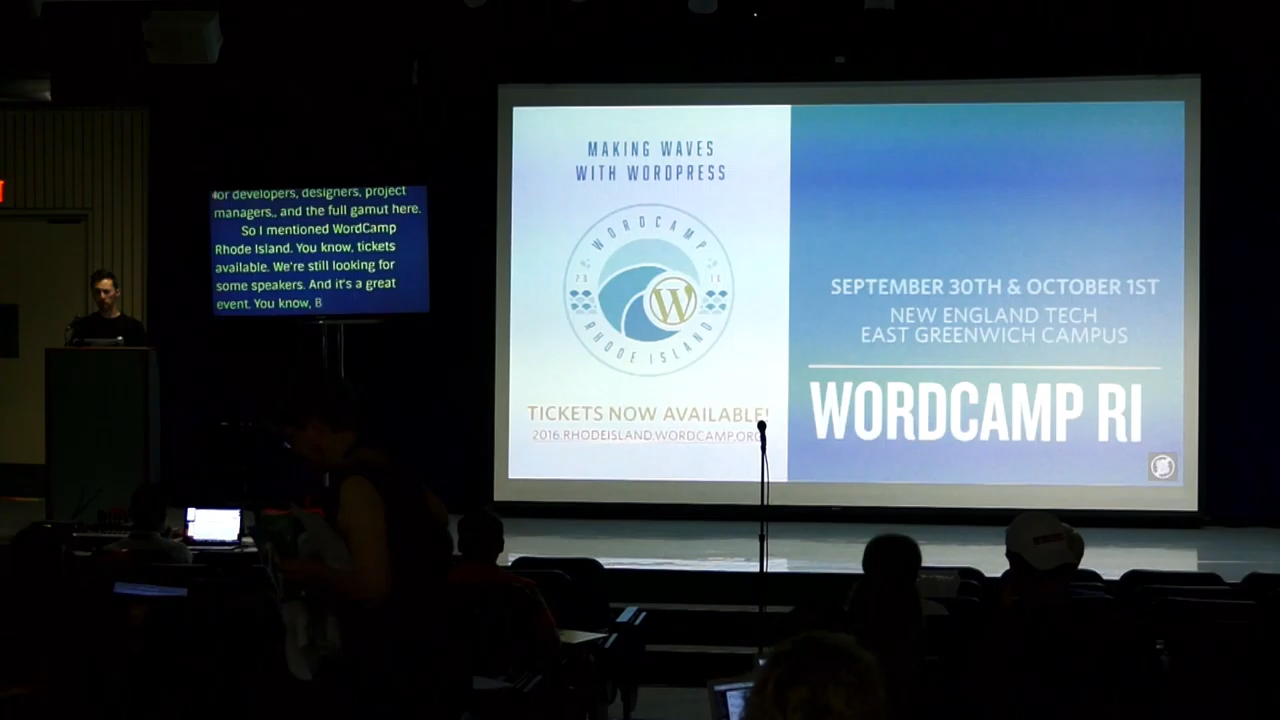 for developers, designers, project
managers,, and the full gamut here.
So I mentioned WordCamp
Rhode Island. You know, tickets
available. We're still looking for
some speakers. And it's a great
event. You know, B
MAKING WAVES
WITH WORDPRESS
WORDCAMP
RHODE ISLAND
W
TICKETS NOW AVAILABLE!
2016.RHODEISLAND.WORDCAMP.ORG
SEPTEMBER 30TH & OCTOBER 1ST
NEW ENGLAND TECH
EAST GREENWICH CAMPUS
WORDCAMP RI